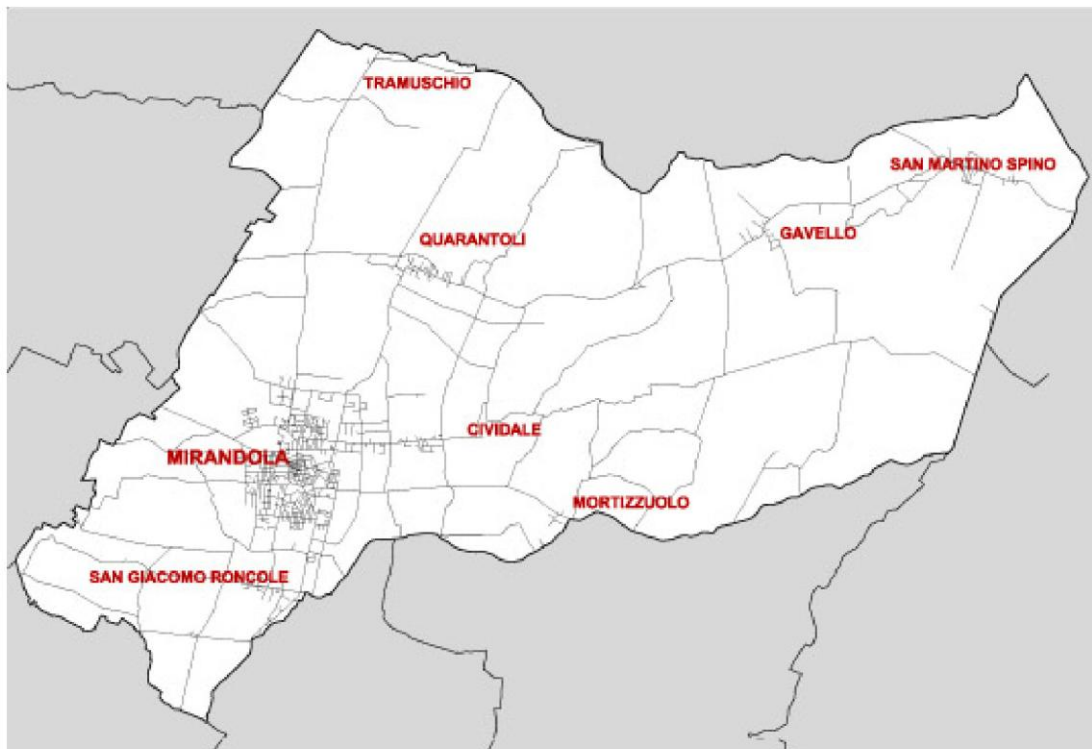 TRAMUSCHIO
SAN MARTINO SPINO
QUARANTOLI
GAVELLO
CIVIDALE
MIRANDOLA
MORTIZZUOLO
SAN GIACOMO RONCOLE